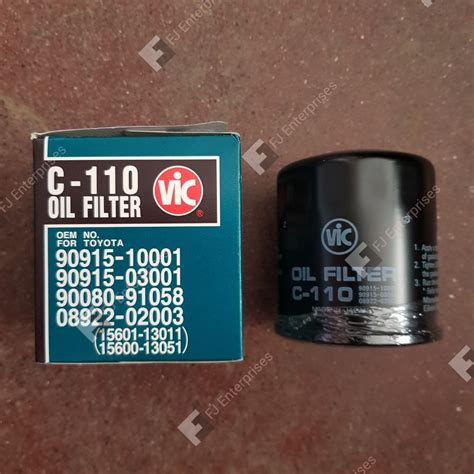 C-110
OIL FILTER
VIC
®
OEM NO.
FOR TOYOTA
90915-10001
90915-03001
90080-91058
08922-02003
(15601-13011)
(15600-13051)
VIC
OIL FILTER
C-110
FJ Enterprises